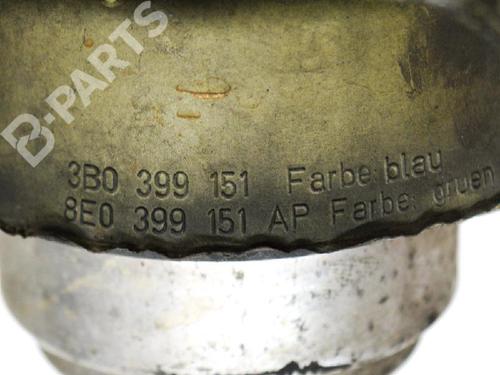 B-PARTS
3B0 399 151 Farbe: blau
8E0 399 151 AP Farbe: gruen